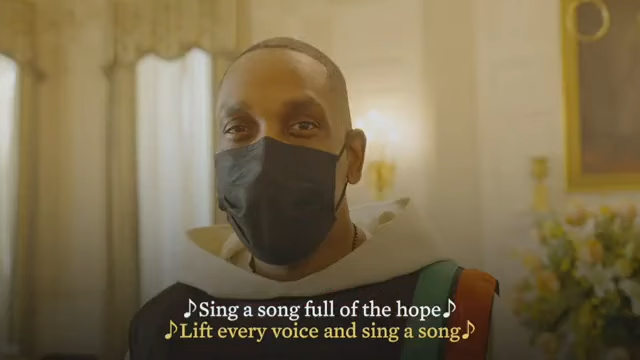 ♪Sing a song full of the hope♪
♪Lift every voice and sing a song♪